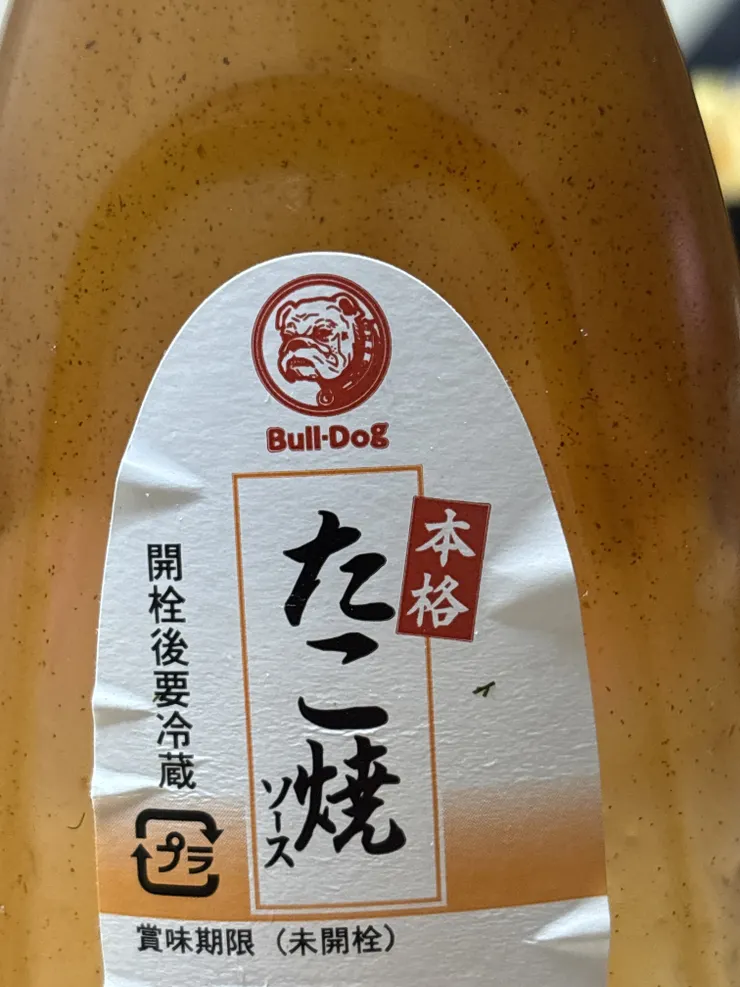 Bull-Dog
本格
たこ焼
ソース
開栓後要冷蔵
プラ
賞味期限（未開栓）